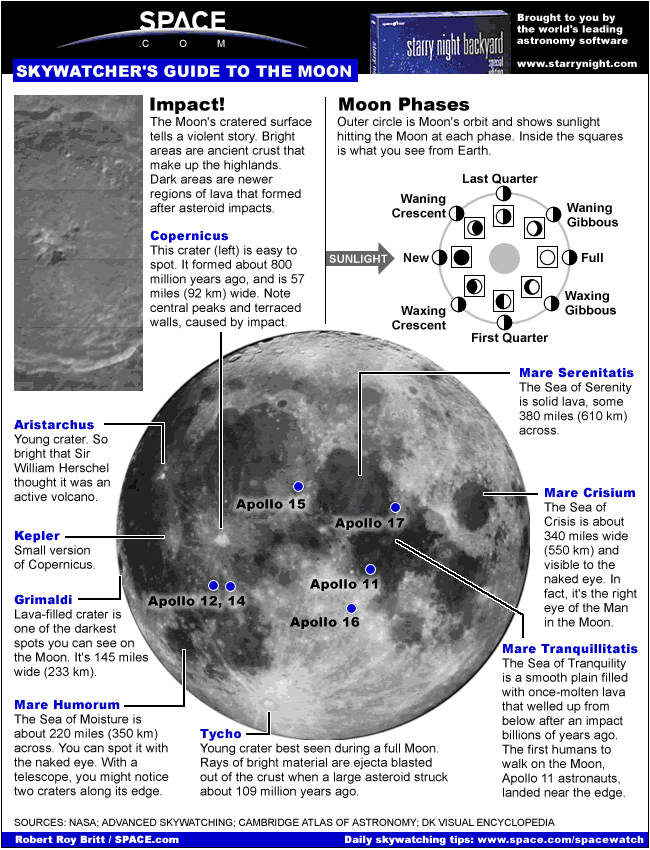 SPACE
.COM
starry night backyard
special
edition
starry
Brought to you by
the world's leading
astronomy software
www.starrynight.com
SKYWATCHER'S GUIDE TO THE MOON
Impact!
The Moon's cratered surface
tells a violent story. Bright
areas are ancient crust that
make up the highlands.
Dark areas are newer
regions of lava that formed
after asteroid impacts.
Copernicus
This crater (left) is easy to
spot. It formed about 800
million years ago, and is 57
miles (92 km) wide. Note
central peaks and terraced
walls, caused by impact.
Moon Phases
Outer circle is Moon's orbit and shows sunlight
hitting the Moon at each phase. Inside the squares
is what you see from Earth.
Last Quarter
Waning
Crescent
Waning
Gibbous
SUNLIGHT
New
Full
Waxing
Crescent
Waxing
Gibbous
First Quarter
Mare Serenitatis
The Sea of Serenity
is solid lava, some
380 miles (610 km)
across.
Aristarchus
Young crater. So
bright that Sir
William Herschel
thought it was an
active volcano.
Apollo 15
Apollo 17
Mare Crisium
The Sea of
Crisis is about
340 miles wide
(550 km) and
visible to the
naked eye. In
fact, it's the right
eye of the Man
in the Moon.
Kepler
Small version
of Copernicus.
Apollo 11
Apollo 12, 14
Apollo 16
Grimaldi
Lava-filled crater is
one of the darkest
spots you can see on
the Moon. It's 145 miles
wide (233 km).
Mare Tranquillitatis
The Sea of Tranquility
is a smooth plain filled
with once-molten lava
that welled up from
below after an impact
billions of years ago.
The first humans to
walk on the Moon,
Apollo 11 astronauts,
landed near the edge.
Mare Humorum
The Sea of Moisture is
about 220 miles (350 km)
across. You can spot it with
the naked eye. With a
telescope, you might notice
two craters along its edge.
Tycho
Young crater best seen during a full Moon.
Rays of bright material are ejecta blasted
out of the crust when a large asteroid struck
about 109 million years ago.
SOURCES: NASA; ADVANCED SKYWATCHING; CAMBRIDGE ATLAS OF ASTRONOMY; DK VISUAL ENCYCLOPEDIA
Robert Roy Britt / SPACE.com
Daily skywatching tips: www.space.com/spacewatch